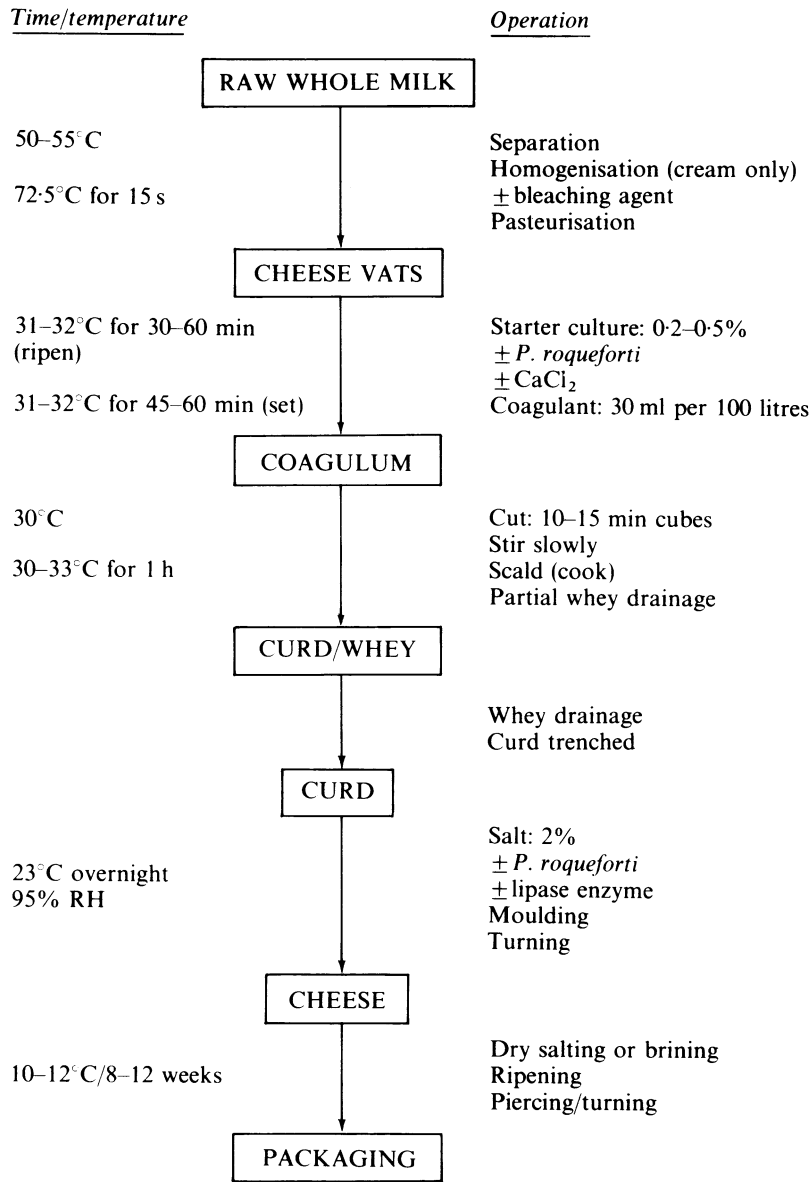 Time/temperature
Operation
RAW WHOLE MILK
50–55°C
Separation
Homogenisation (cream only)
72·5°C for 15 s
± bleaching agent
Pasteurisation
CHEESE VATS
31–32°C for 30–60 min
(ripen)
Starter culture: 0·2–0·5%
± P. roqueforti
± CaCl₂
31–32°C for 45–60 min (set)
Coagulant: 30 ml per 100 litres
COAGULUM
30°C
Cut: 10–15 min cubes
Stir slowly
30–33°C for 1 h
Scald (cook)
Partial whey drainage
CURD/WHEY
Whey drainage
Curd trenched
CURD
Salt: 2%
± P. roqueforti
23°C overnight
95% RH
± lipase enzyme
Moulding
Turning
CHEESE
Dry salting or brining
10–12°C/8–12 weeks
Ripening
Piercing/turning
PACKAGING